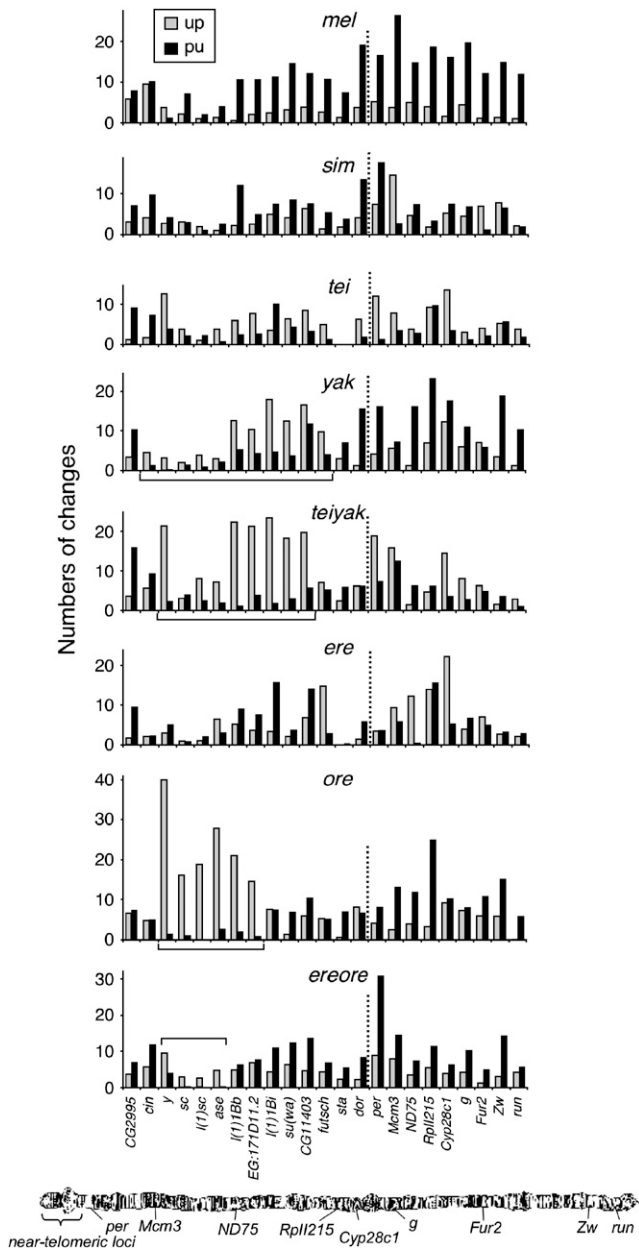 up
pu
Numbers of changes
mel
20
10
0
sim
10
0
tei
10
0
yak
20
10
0
teiyak
20
10
0
ere
20
10
0
ore
40
30
20
10
0
ereore
30
20
10
0
CG2995
cin
y
sc
l(1)sc
ase
l(1)1Bb
EG:171D11.2
l(1)1Bi
su(wa)
CG11403
futsch
sta
dor
per
Mcm3
ND75
RpII215
Cyp28c1
g
Fur2
Zw
run
near-telomeric loci
per Mcm3 ND75 RpII215 Cyp28c1 g Fur2 Zw run